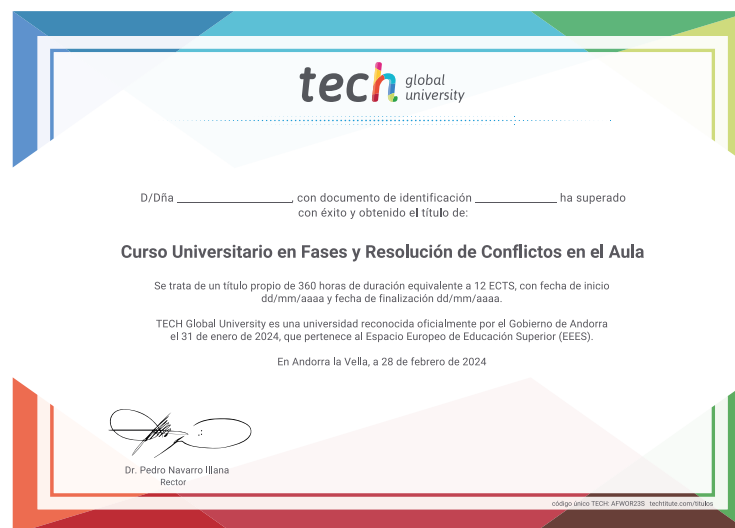 tech global university
D/Dña ____________________, con documento de identificación ______________ ha superado
con éxito y obtenido el título de:
Curso Universitario en Fases y Resolución de Conflictos en el Aula
Se trata de un título propio de 360 horas de duración equivalente a 12 ECTS, con fecha de inicio
dd/mm/aaaa y fecha de finalización dd/mm/aaaa.
TECH Global University es una universidad reconocida oficialmente por el Gobierno de Andorra
el 31 de enero de 2024, que pertenece al Espacio Europeo de Educación Superior (EEES).
En Andorra la Vella, a 28 de febrero de 2024
Dr. Pedro Navarro Illana
Rector
código único TECH: AFWOR23S techtitute.com/titulos